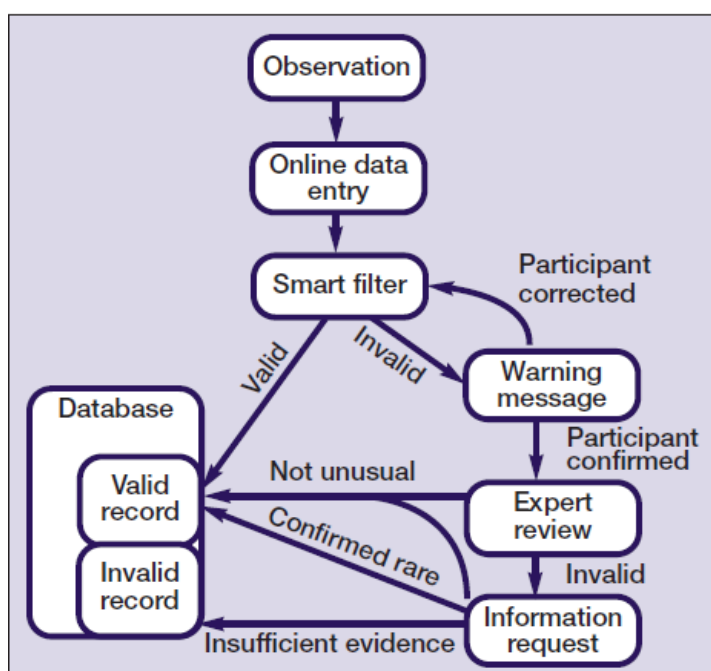 Observation
Online data
entry
Smart filter
Participant
corrected
Valid
Invalid
Warning
message
Database
Participant
confirmed
Not unusual
Valid
record
Expert
review
Confirmed rare
Invalid
Invalid
record
Information
request
Insufficient evidence